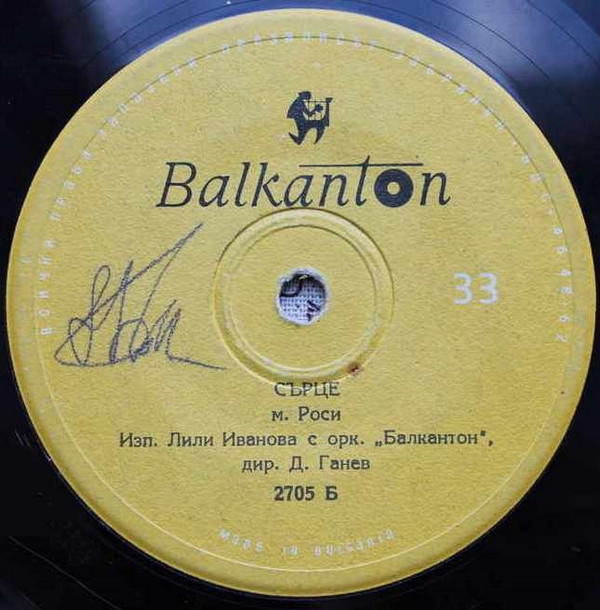 Balkanton
33
СЪРЦЕ
м. Роси
Изп. Лили Иванова с орк. „Балкантон",
дир. Д. Ганев
2705 Б
MADE IN BULGARIA